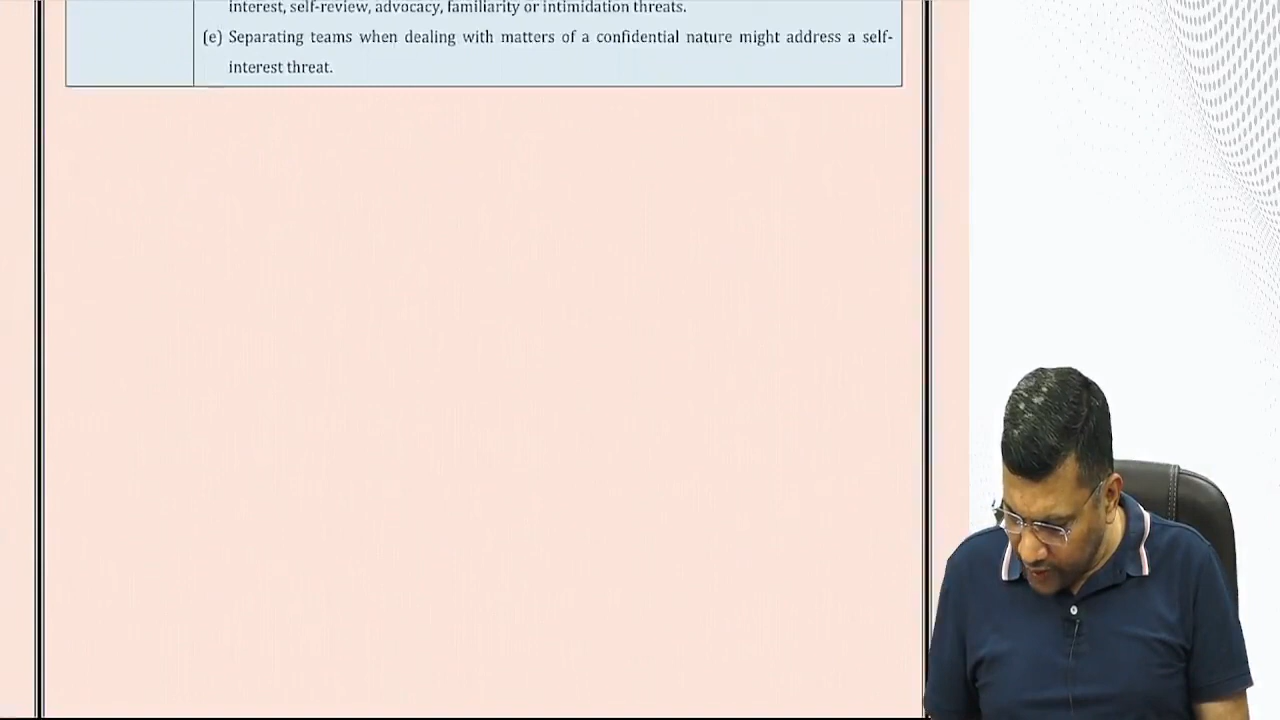 interest, self-review, advocacy, familiarity or intimidation threats.
(e) Separating teams when dealing with matters of a confidential nature might address a self-
interest threat.